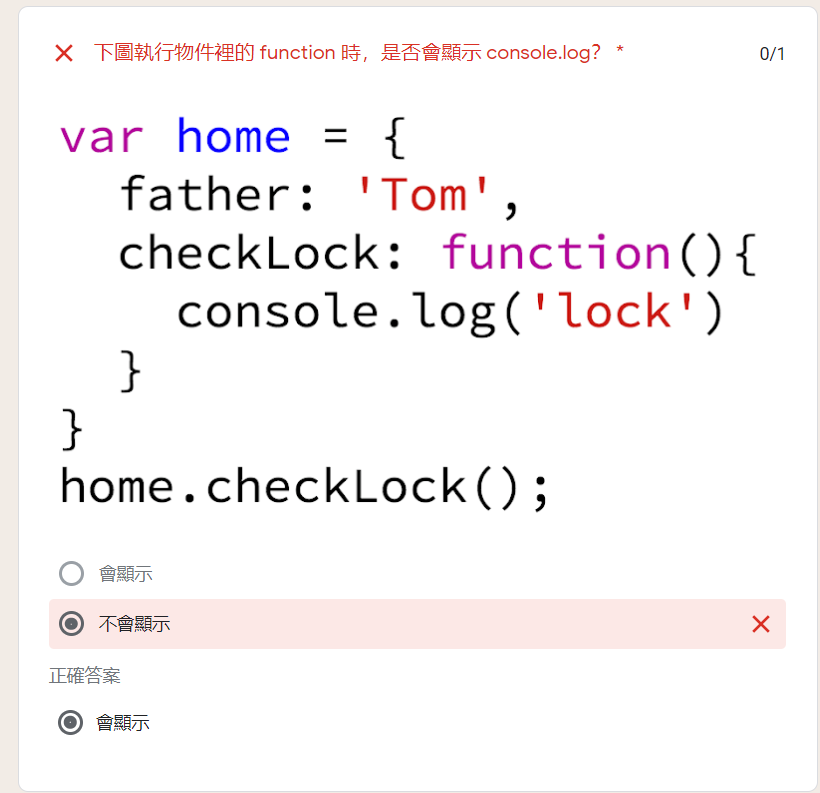 下圖執行物件裡的 function 時，是否會顯示 console.log？ *
0/1
var home = {
  father: 'Tom',
  checkLock: function(){
    console.log('lock')
  }
}
home.checkLock();
會顯示
不會顯示
正確答案
會顯示